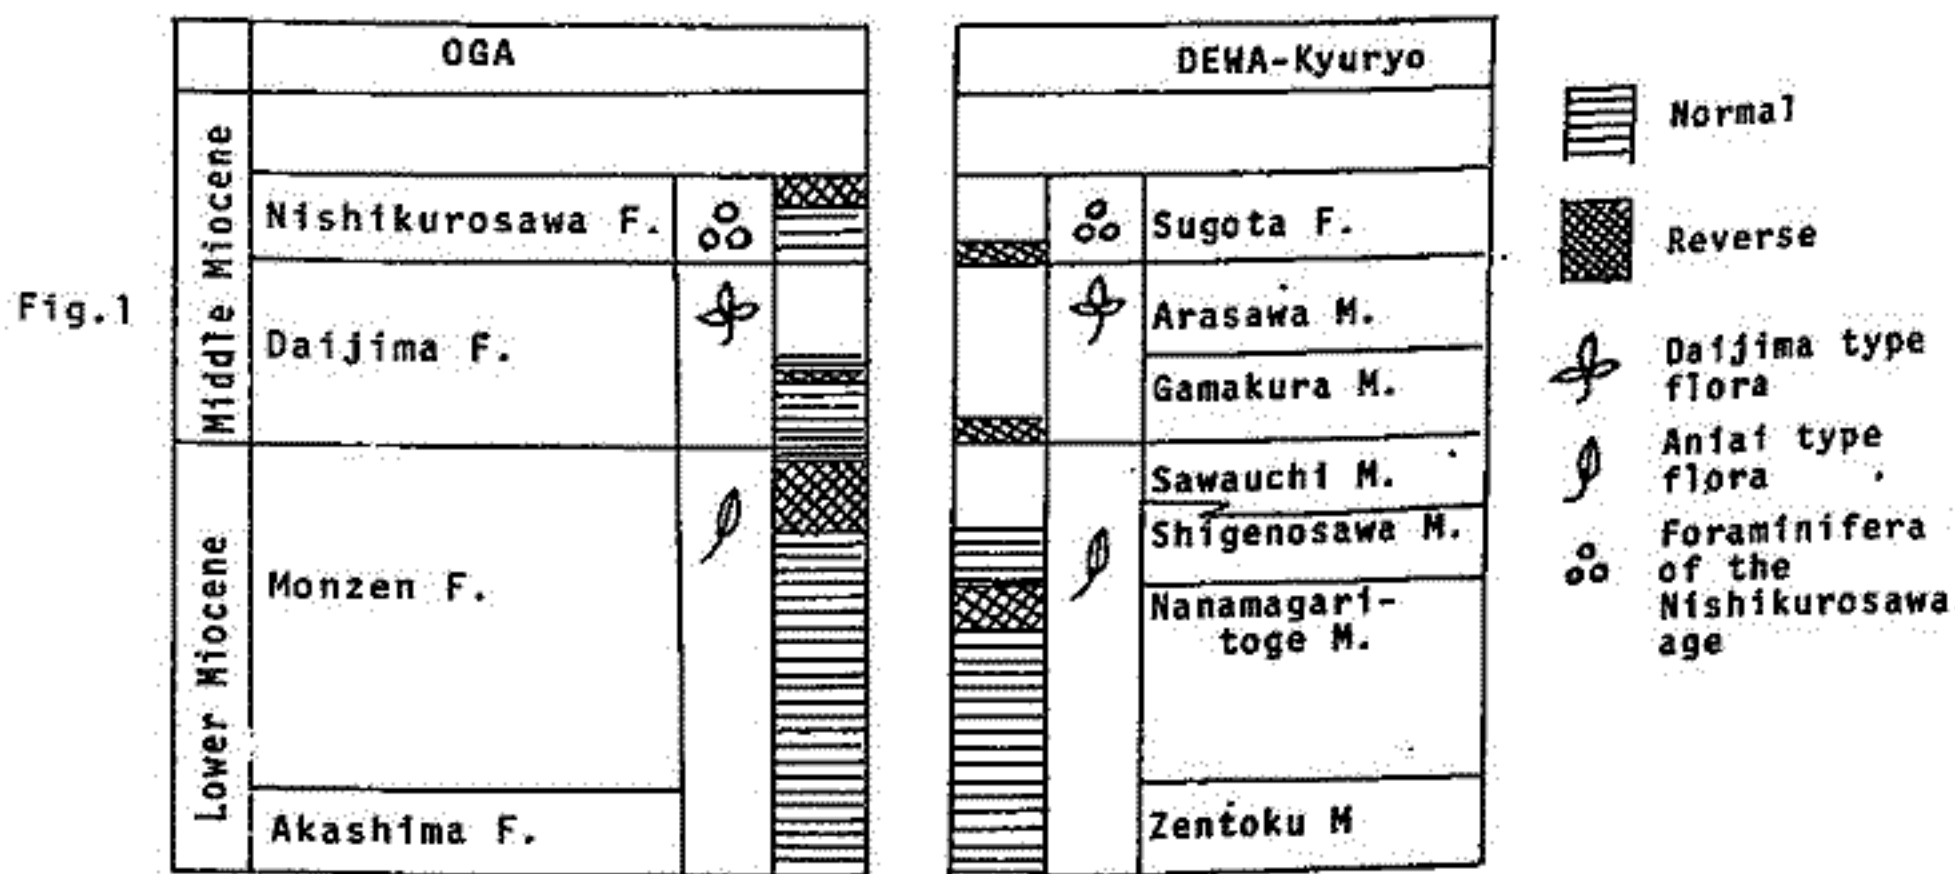 Fig.1
OGA
Middle Miocene
Lower Miocene
Nishikurosawa F.
Daijima F.
Monzen F.
Akashima F.
DEWA-Kyuryo
Sugota F.
Arasawa M.
Gamakura M.
Sawauchi M.
Shigenosawa M.
Nanamagari-
toge M.
Zentoku M
Normal
Reverse
Daijima type
flora
Aniai type
flora
Foraminifera
of the
Nishikurosawa
age